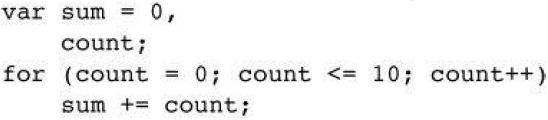 var sum = 0,
    count;
for (count = 0; count <= 10; count++)
    sum += count;